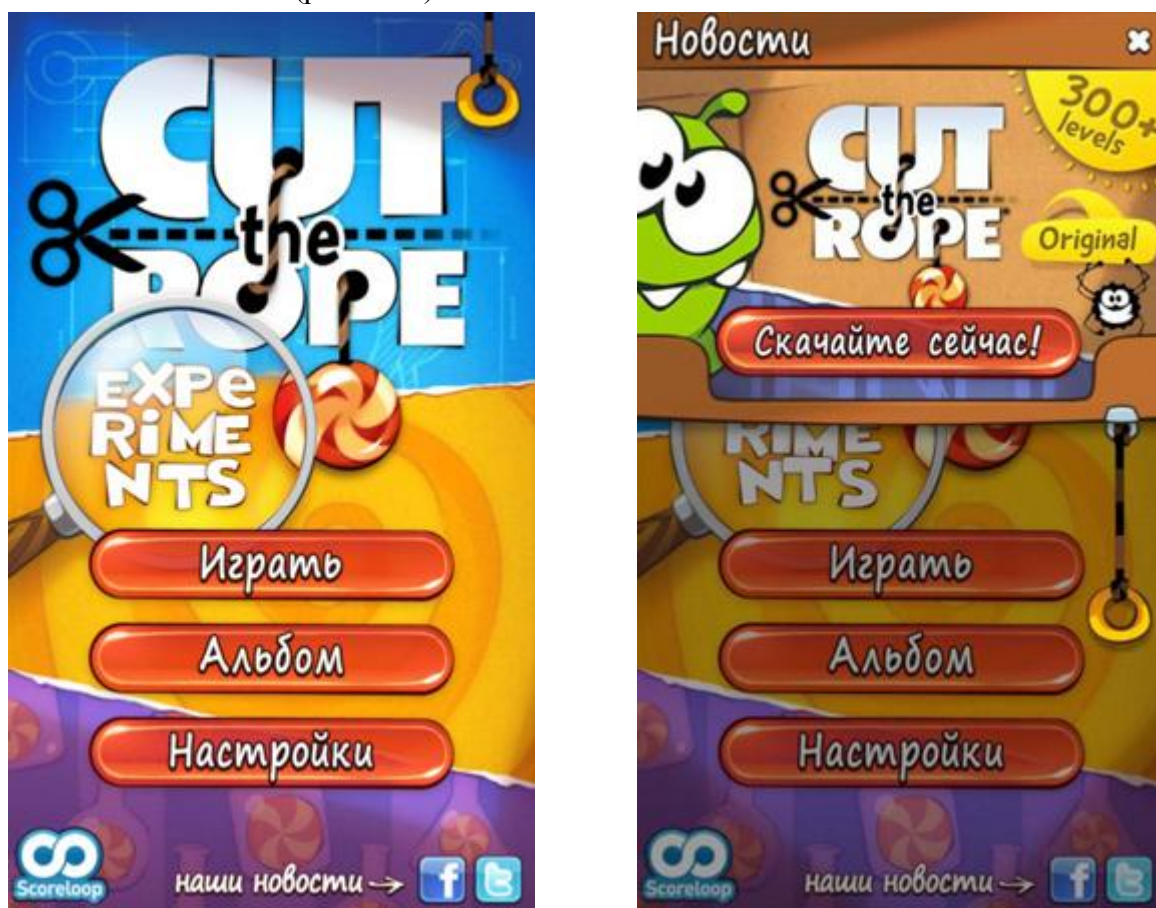 CUT
the
ROPE
EXPE
RiME
NTS
Играть
Альбом
Настройки
Scoreloop
наши новости
f
t
Новости
300+
levels
CUT
the
ROPE
Original
Скачайте сейчас!
RIME
NTS
Играть
Альбом
Настройки
Scoreloop
наши новости
f
t